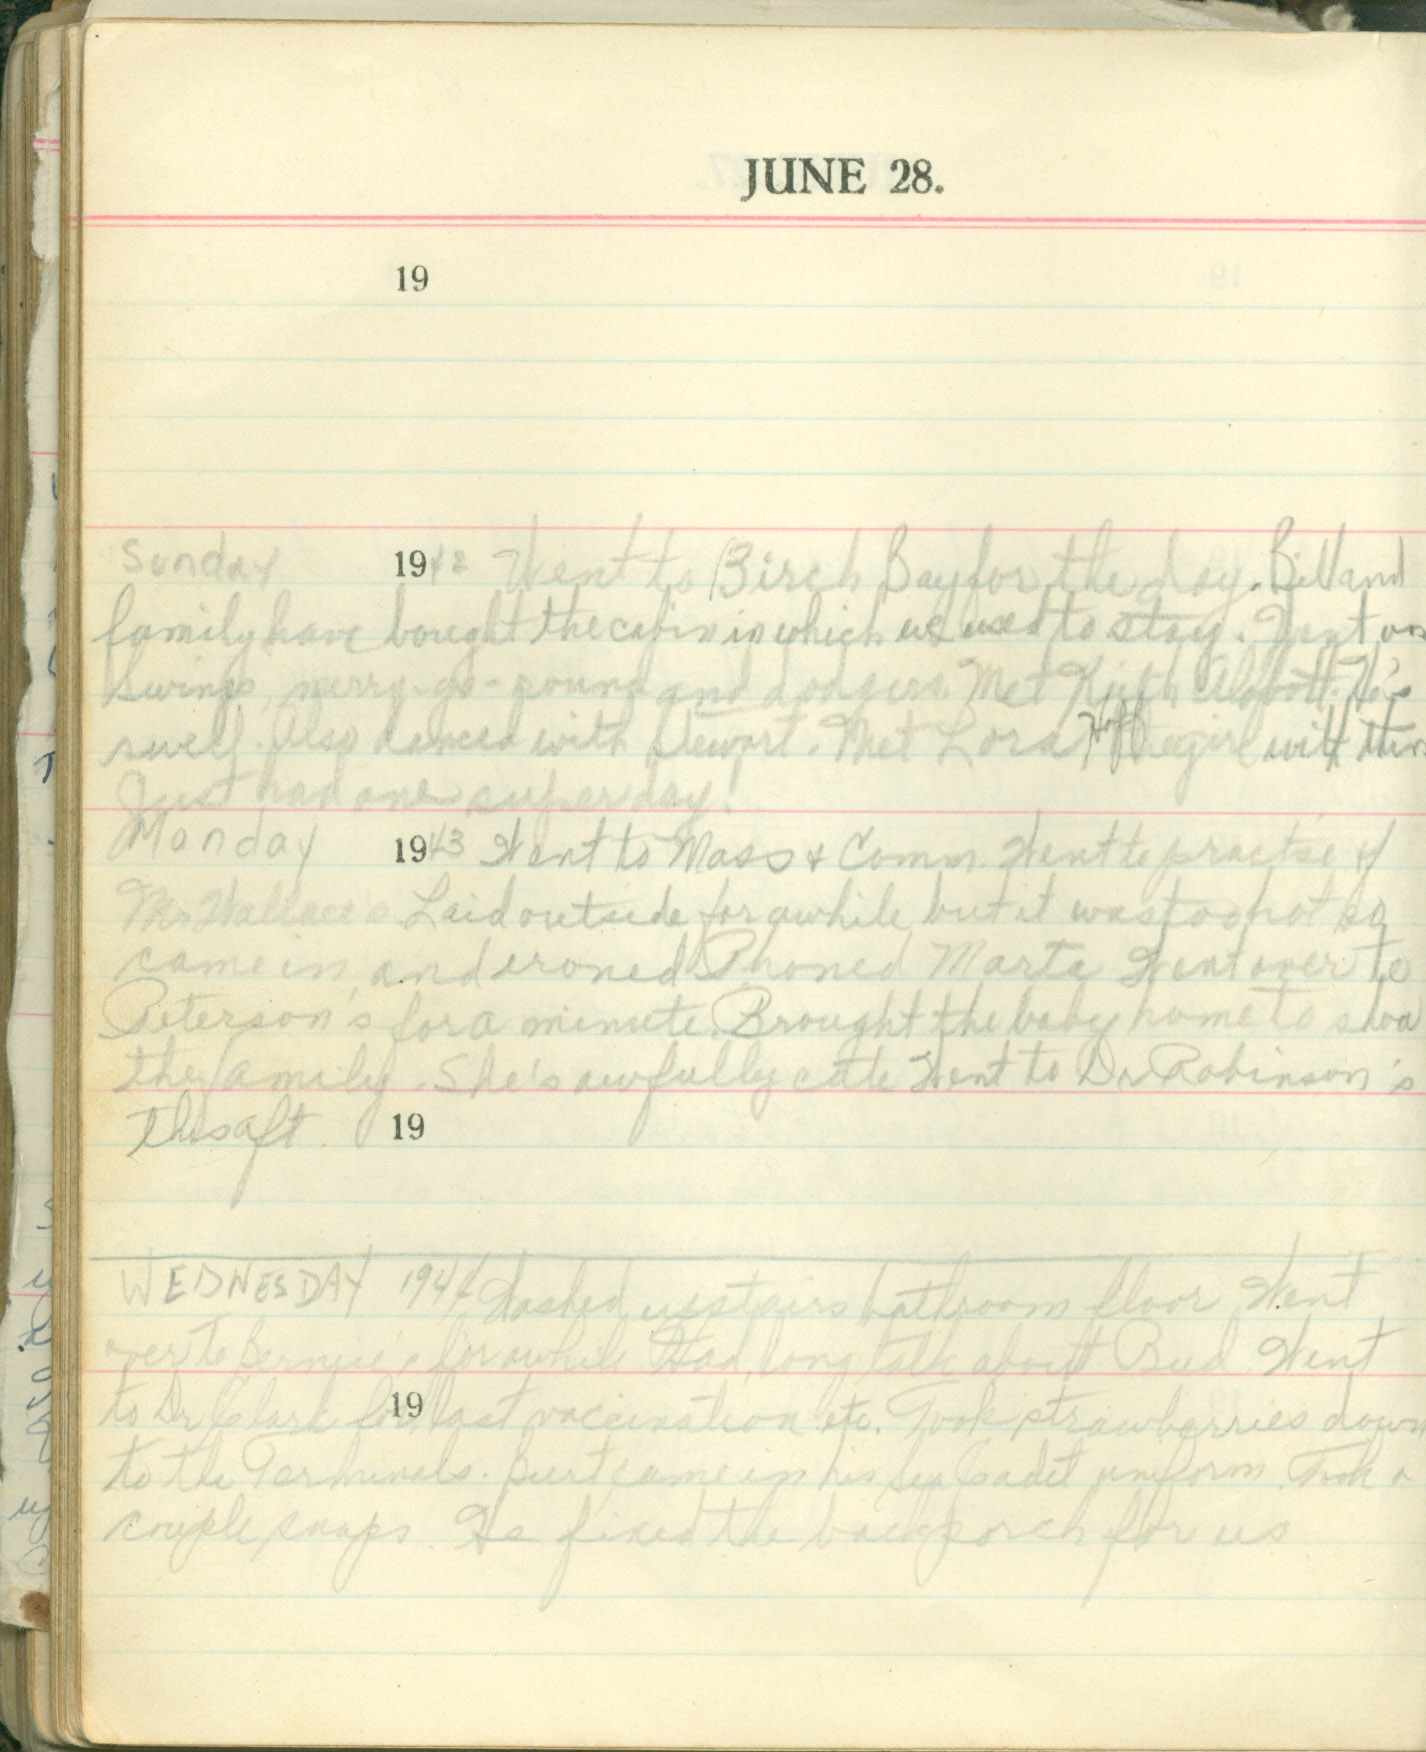 JUNE 28.
19
Sunday 1942 Went to Birch Bay for the day. Bill and
family have bought the cabin in which we used to stay. Went on
swings, merry-go-round and dodgers. Met Keith Abbott. He's
swell. Also danced with Stewart. Met Lora the girl with them
Just had one super day!
Monday 1943 Went to Mass & Comm. Went to practise &
Mr. Wallace's. Laid outside for awhile but it was too hot so
came in, and ironed. Phoned Marta. Went over to
Peterson's for a minute. Brought the baby home to show
the family. She's awfully cute. Went to Dr. Robinson's
this aft. 19
WEDNESDAY 1944 Washed upstairs bathroom floor. Went
over to Bernie's for awhile. Had long talk about Bud. Went
to Dr. Clark for last vaccination etc. Took strawberries down
19
to the Terminals. Burt came in his Sea Cadet uniform. Took a
couple snaps. He fixed the back porch for us